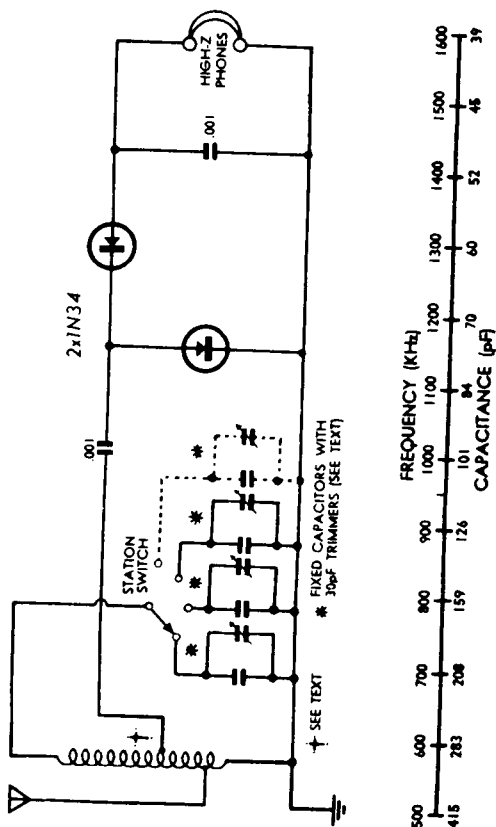 HIGH-Z
PHONES
.001
2x1N34
.001
STATION
SWITCH
* * * *
* FIXED CAPACITORS WITH
30pF TRIMMERS (SEE TEXT)
SEE TEXT
FREQUENCY (KHz)
500 600 700 800 900 1000 1100 1200 1300 1400 1500 1600
415 283 208 159 126 101 84 70 60 52 45 39
CAPACITANCE (pF)